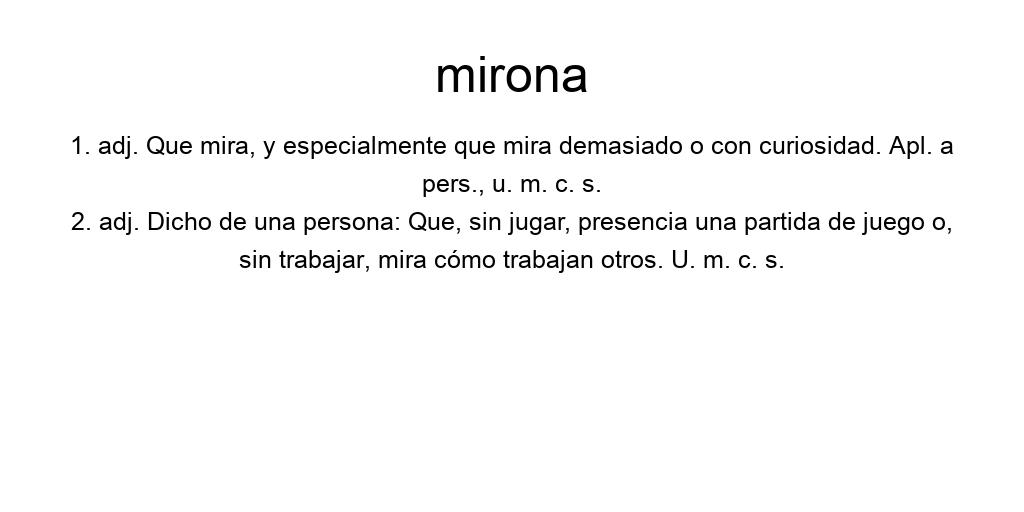 mirona
1. adj. Que mira, y especialmente que mira demasiado o con curiosidad. Apl. a
pers., u. m. c. s.
2. adj. Dicho de una persona: Que, sin jugar, presencia una partida de juego o,
sin trabajar, mira cómo trabajan otros. U. m. c. s.